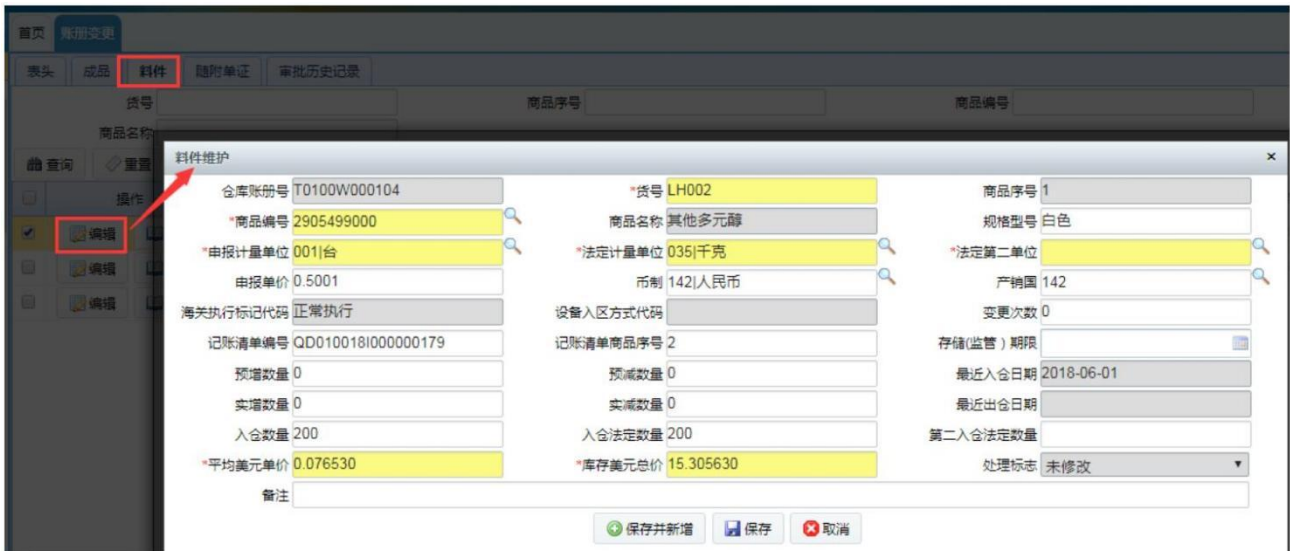 首页 账册变更
表头 成品 料件 随附单证 审批历史记录
货号 商品序号 商品编号
商品名称
查询 重置
操作
编辑
编辑
编辑
料件维护 ×
仓库账册号 T0100W000104 *货号 LH002 商品序号 1
*商品编号 2905499000 商品名称 其他多元醇 规格型号 白色
*申报计量单位 001|台 *法定计量单位 035|千克 *法定第二单位
申报单价 0.5001 币制 142|人民币 产销国 142
海关执行标记代码 正常执行 设备入区方式代码 变更次数 0
记账清单编号 QD010018I000000179 记账清单商品序号 2 存储(监管）期限
预增数量 0 预减数量 0 最近入仓日期 2018-06-01
实增数量 0 实减数量 0 最近出仓日期
入仓数量 200 入仓法定数量 200 第二入仓法定数量
*平均美元单价 0.076530 *库存美元总价 15.305630 处理标志 未修改
备注
保存并新增 保存 取消